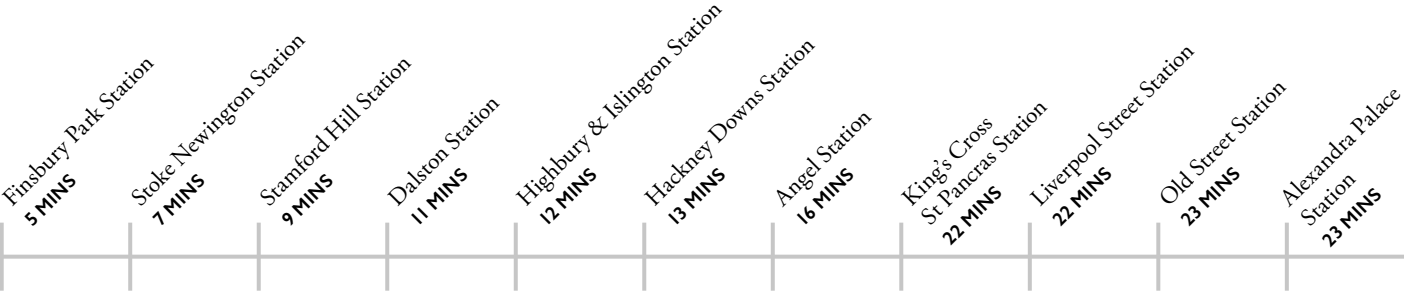 Finsbury Park Station
5 MINS
Stoke Newington Station
7 MINS
Stamford Hill Station
9 MINS
Dalston Station
11 MINS
Highbury & Islington Station
12 MINS
Hackney Downs Station
13 MINS
Angel Station
16 MINS
King’s Cross
St Pancras Station
22 MINS
Liverpool Street Station
22 MINS
Old Street Station
23 MINS
Alexandra Palace
Station
23 MINS